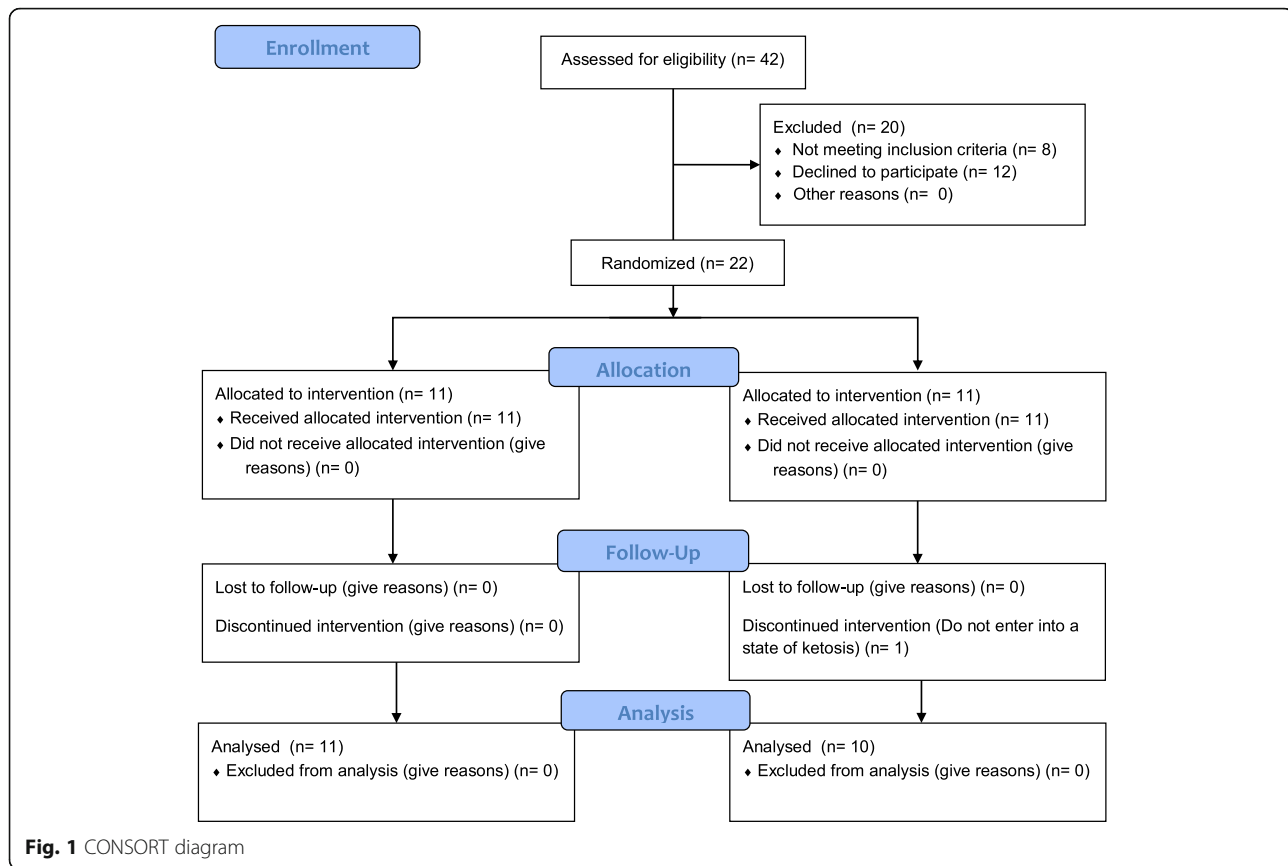 Enrollment
Assessed for eligibility (n= 42)
Excluded (n= 20)
♦ Not meeting inclusion criteria (n= 8)
♦ Declined to participate (n= 12)
♦ Other reasons (n= 0)
Randomized (n= 22)
Allocation
Allocated to intervention (n= 11)
♦ Received allocated intervention (n= 11)
♦ Did not receive allocated intervention (give
reasons) (n= 0)
Allocated to intervention (n= 11)
♦ Received allocated intervention (n= 11)
♦ Did not receive allocated intervention (give
reasons) (n= 0)
Follow-Up
Lost to follow-up (give reasons) (n= 0)
Discontinued intervention (give reasons) (n= 0)
Lost to follow-up (give reasons) (n= 0)
Discontinued intervention (Do not enter into a
state of ketosis) (n= 1)
Analysis
Analysed (n= 11)
♦ Excluded from analysis (give reasons) (n= 0)
Analysed (n= 10)
♦ Excluded from analysis (give reasons) (n= 0)
Fig. 1 CONSORT diagram